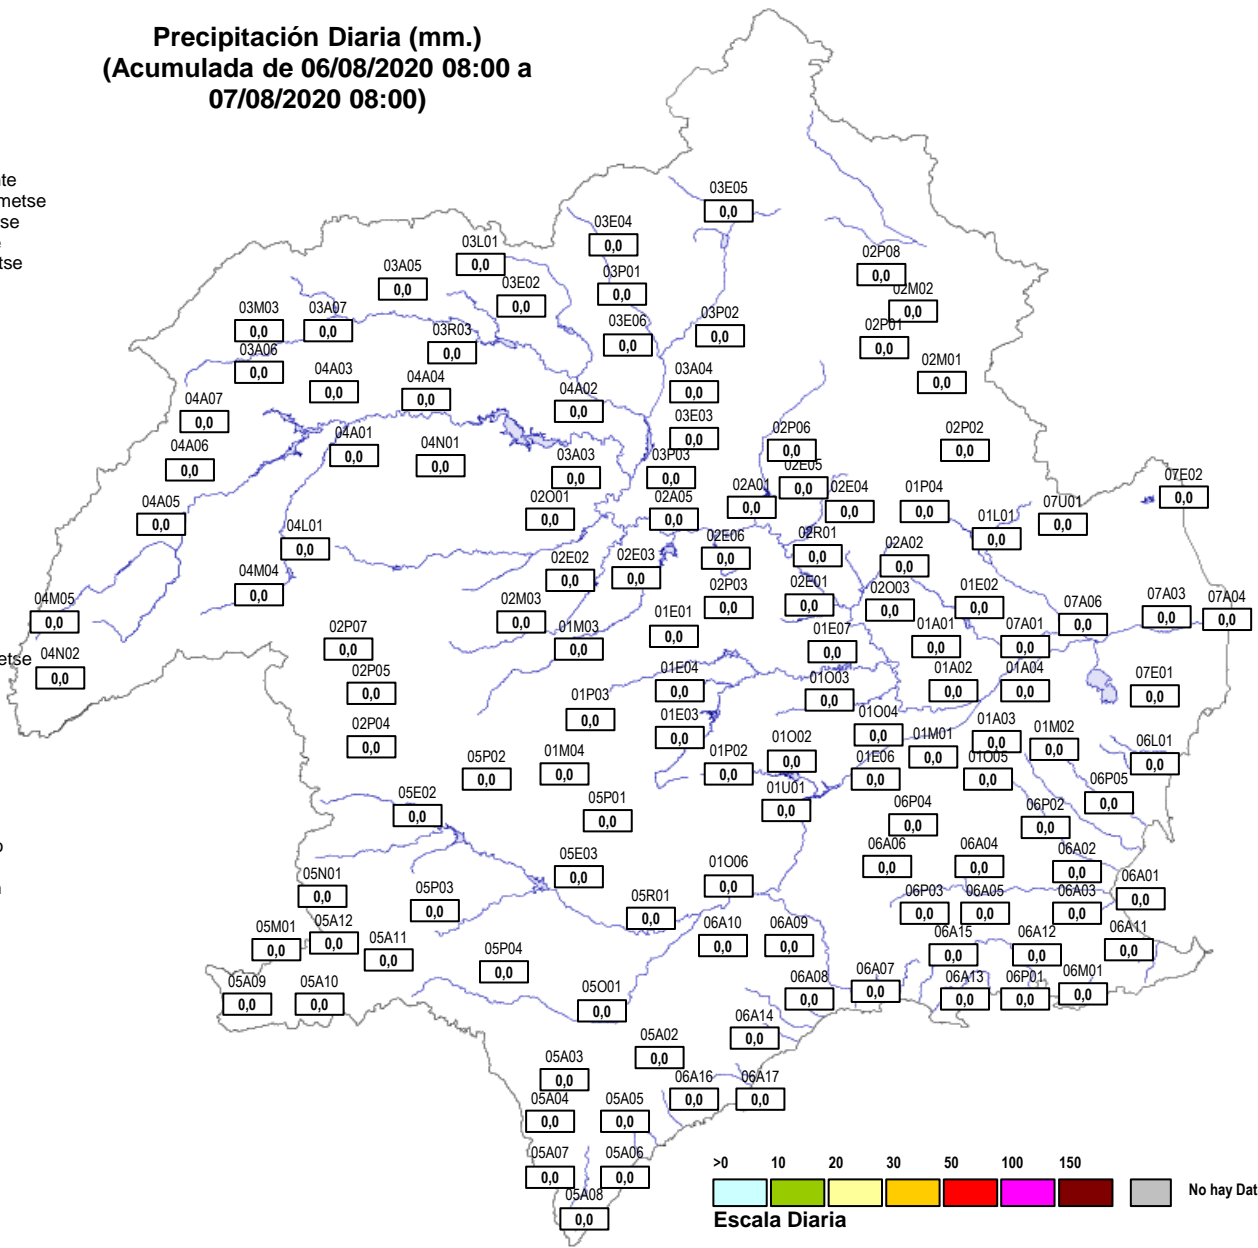 Precipitación Diaria (mm.)
(Acumulada de 06/08/2020 08:00 a
07/08/2020 08:00)
te
metse
se
tse
03E05
0,0
03E04
0,0
03L01
0,0
02P08
0,0
03A05
0,0
03P01
0,0
03E02
0,0
02M02
0,0
03M03
0,0
03A07
0,0
03P02
0,0
03E06
0,0
03R03
0,0
02P01
0,0
03A06
0,0
02M01
0,0
04A03
0,0
04A04
0,0
03A04
0,0
04A02
0,0
04A07
0,0
03E03
0,0
02P06
0,0
02P02
0,0
04A01
0,0
04N01
0,0
04A06
0,0
03A03
0,0
03P03
0,0
02E05
0,0
07E02
0,0
02A01
0,0
02E04
0,0
01P04
0,0
02O01
0,0
02A05
0,0
04A05
0,0
07U01
0,0
01L01
0,0
04L01
0,0
02E06
0,0
02R01
0,0
02A02
0,0
02E02
0,0
02E03
0,0
04M04
0,0
02P03
0,0
02E01
0,0
02O03
0,0
01E02
0,0
04M05
0,0
02M03
0,0
07A06
0,0
07A03
0,0
07A04
0,0
01E01
0,0
01M03
0,0
02P07
0,0
01E07
0,0
01A01
0,0
07A01
0,0
etse
04N02
0,0
02P05
0,0
01E04
0,0
01O03
0,0
01A02
0,0
01A04
0,0
07E01
0,0
01P03
0,0
01E03
0,0
02P04
0,0
01O04
0,0
01A03
0,0
01M02
0,0
01M01
0,0
06L01
0,0
05P02
0,0
01M04
0,0
01P02
0,0
01O02
0,0
01E06
0,0
01O05
0,0
05E02
0,0
05P01
0,0
01U01
0,0
06P05
0,0
06P04
0,0
06P02
0,0
o
05E03
0,0
06A06
0,0
06A04
0,0
06A02
0,0
05N01
0,0
01O06
0,0
06A01
0,0
05P03
0,0
05R01
0,0
06P03
0,0
06A05
0,0
06A03
0,0
05M01
0,0
05A12
0,0
05A11
0,0
06A10
0,0
06A09
0,0
06A15
0,0
06A12
0,0
06A11
0,0
05P04
0,0
05A09
0,0
05A10
0,0
05O01
0,0
06A08
0,0
06A07
0,0
06A13
0,0
06P01
0,0
06M01
0,0
06A14
0,0
05A02
0,0
05A03
0,0
06A16
0,0
06A17
0,0
05A04
0,0
05A05
0,0
05A07
0,0
05A06
0,0
05A08
0,0
>0 10 20 30 50 100 150
No hay Dat
Escala Diaria